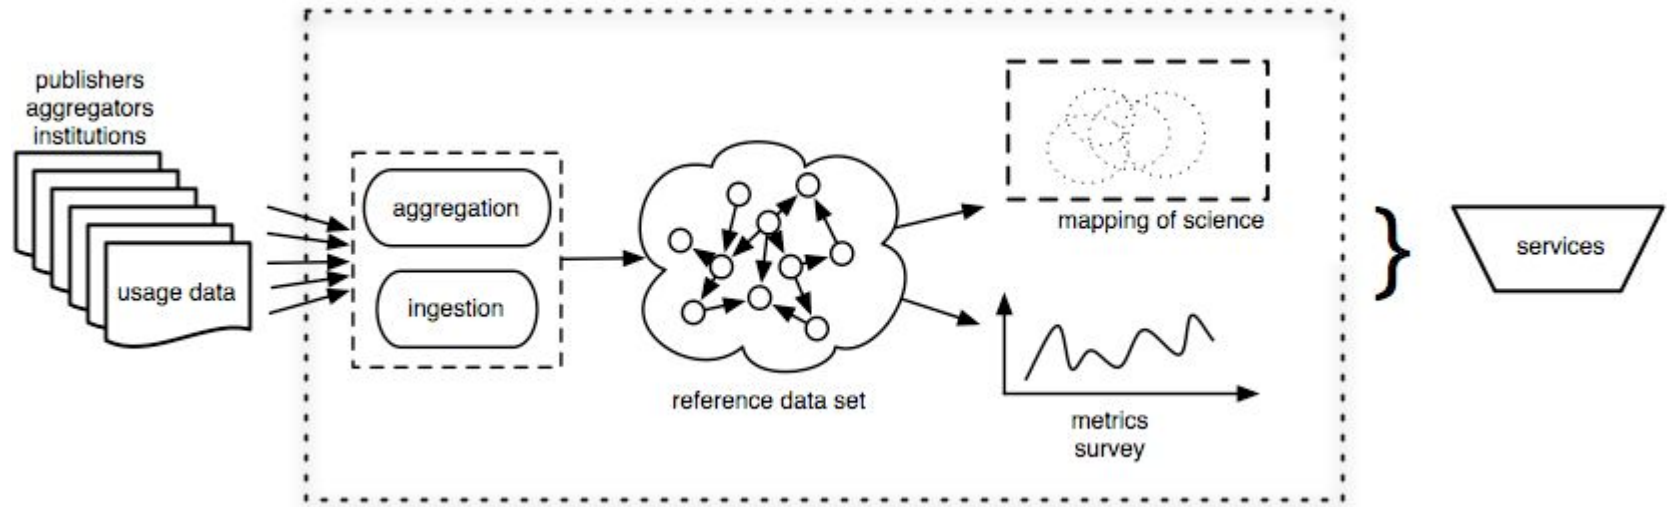 publishers
aggregators
institutions
usage data
aggregation
ingestion
reference data set
mapping of science
metrics
survey
}
services